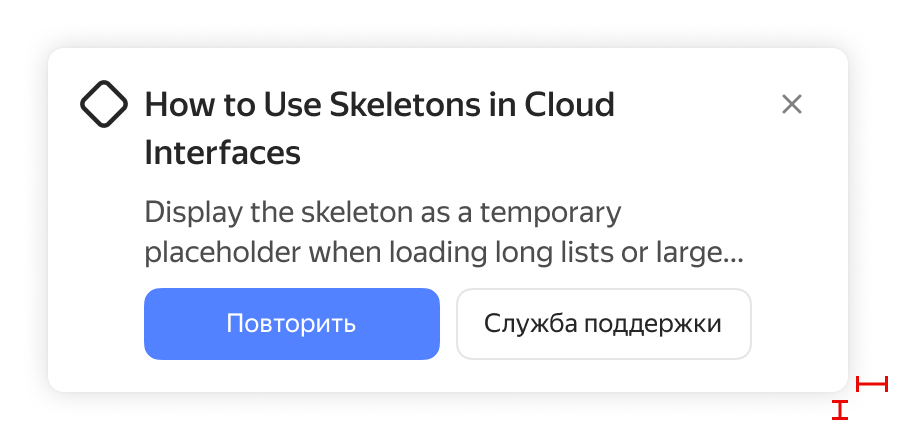 How to Use Skeletons in Cloud
Interfaces
Display the skeleton as a temporary
placeholder when loading long lists or large...
Повторить
Служба поддержки